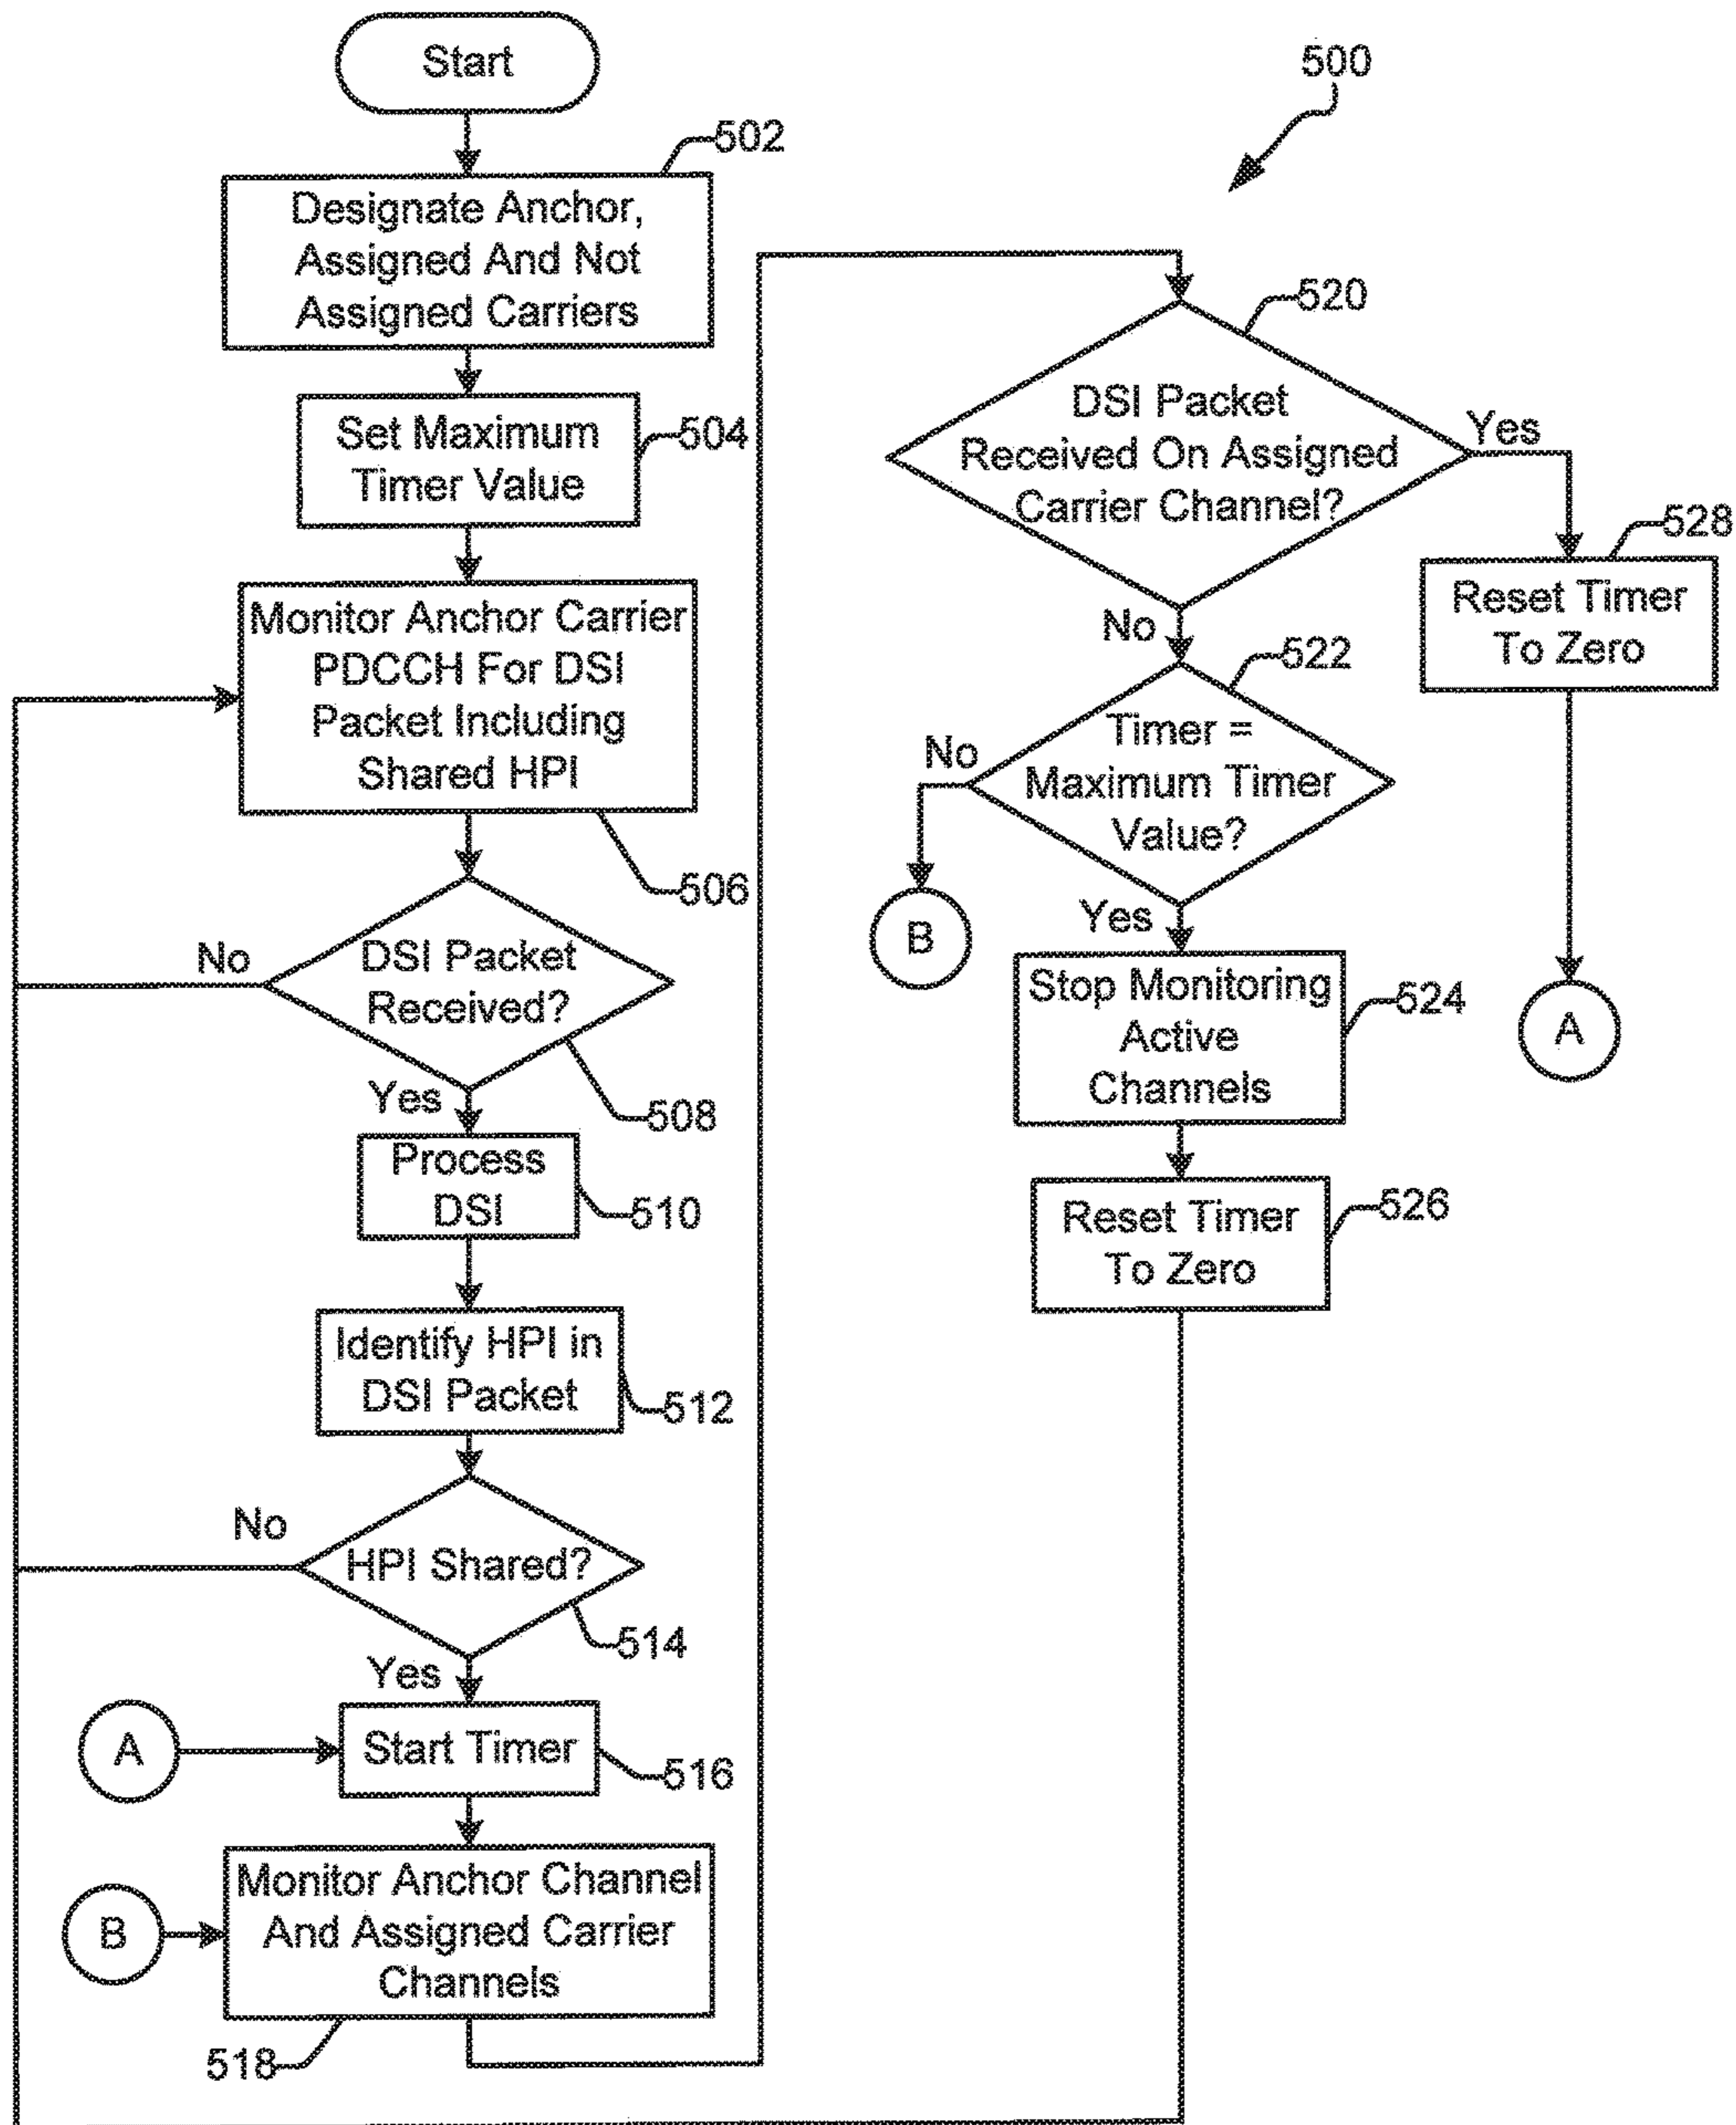 Start
500
502
Designate Anchor,
Assigned And Not
Assigned Carriers
Set Maximum
Timer Value
504
Monitor Anchor Carrier
PDCCH For DSI
Packet Including
Shared HPI
506
No
DSI Packet
Received?
508
Yes
Process
DSI
510
Identify HPI in
DSI Packet
512
No
HPI Shared?
514
Yes
A
Start Timer
516
B
Monitor Anchor Channel
And Assigned Carrier
Channels
518
520
DSI Packet
Received On Assigned
Carrier Channel?
Yes
528
Reset Timer
To Zero
A
No
522
Timer =
Maximum Timer
Value?
No
B
Yes
Stop Monitoring
Active
Channels
524
Reset Timer
To Zero
526